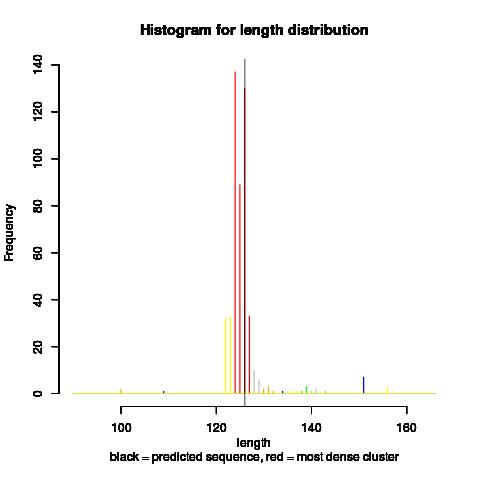 Histogram for length distribution
140
120
100
80
60
40
20
0
Frequency
100 120 140 160
length
black = predicted sequence, red = most dense cluster